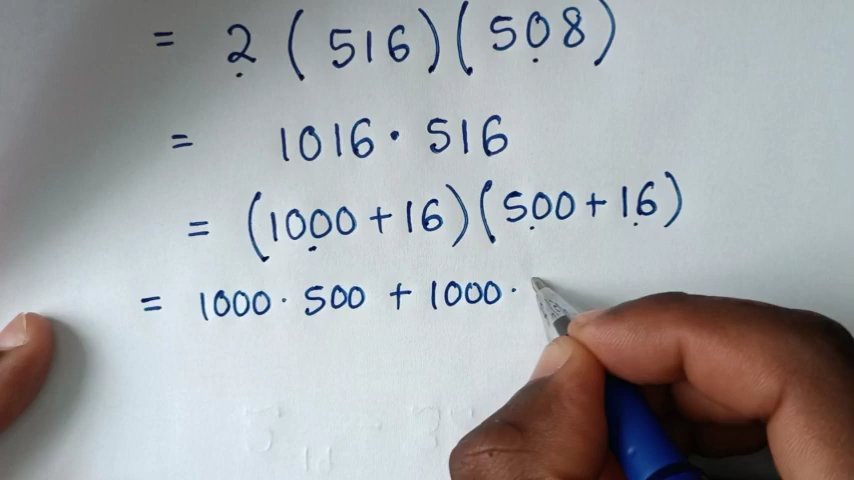 = 2 (516)(508)
= 1016 · 516
= (1000 + 16)(500 + 16)
= 1000 · 500 + 1000 ·